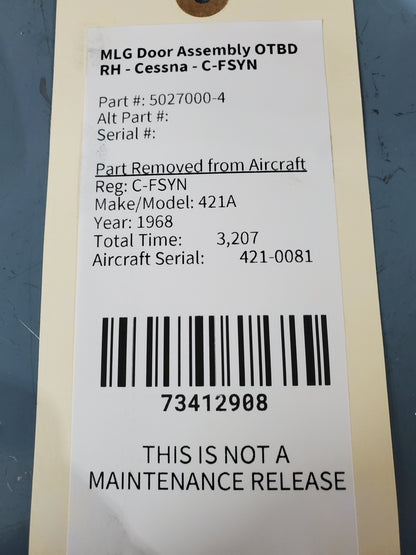 MLG Door Assembly OTBD
RH - Cessna - C-FSYN
Part #: 5027000-4
Alt Part #:
Serial #:
Part Removed from Aircraft
Reg: C-FSYN
Make/Model: 421A
Year: 1968
Total Time: 3,207
Aircraft Serial: 421-0081
73412908
THIS IS NOT A
MAINTENANCE RELEASE